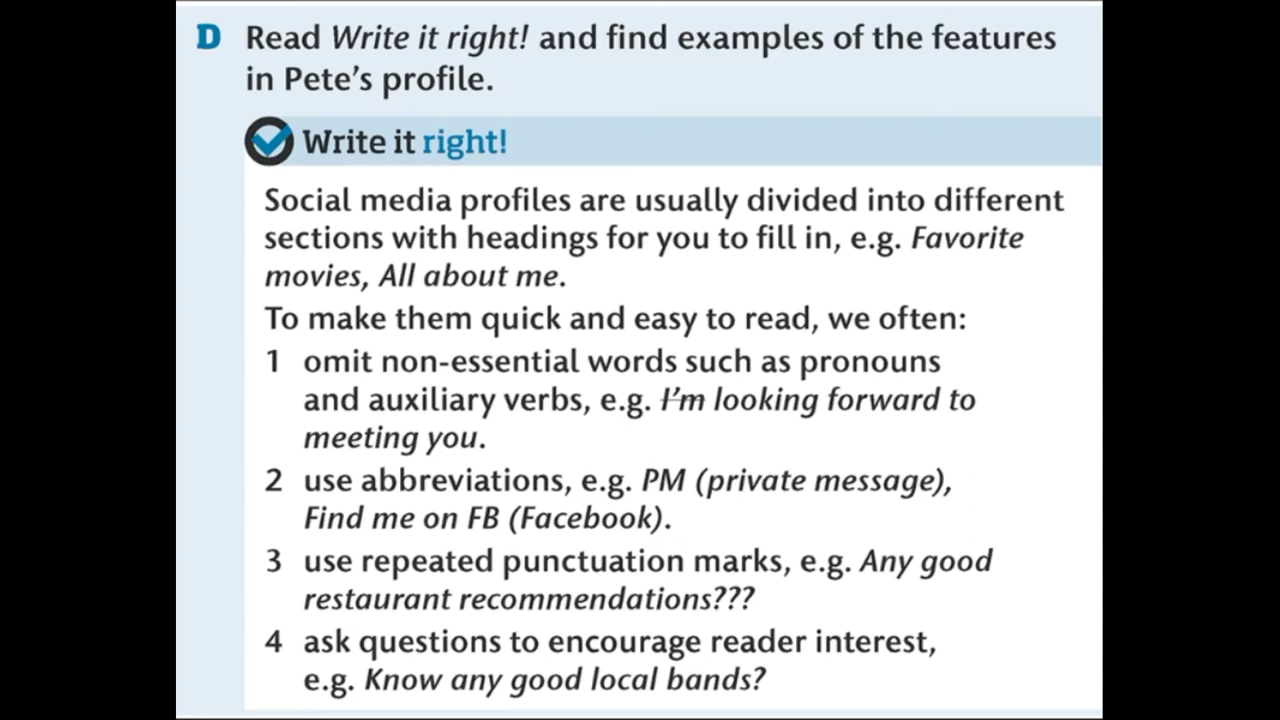 D Read Write it right! and find examples of the features
in Pete's profile.
Write it right!
Social media profiles are usually divided into different
sections with headings for you to fill in, e.g. Favorite
movies, All about me.
To make them quick and easy to read, we often:
1 omit non-essential words such as pronouns
and auxiliary verbs, e.g. I'm looking forward to
meeting you.
2 use abbreviations, e.g. PM (private message),
Find me on FB (Facebook).
3 use repeated punctuation marks, e.g. Any good
restaurant recommendations???
4 ask questions to encourage reader interest,
e.g. Know any good local bands?